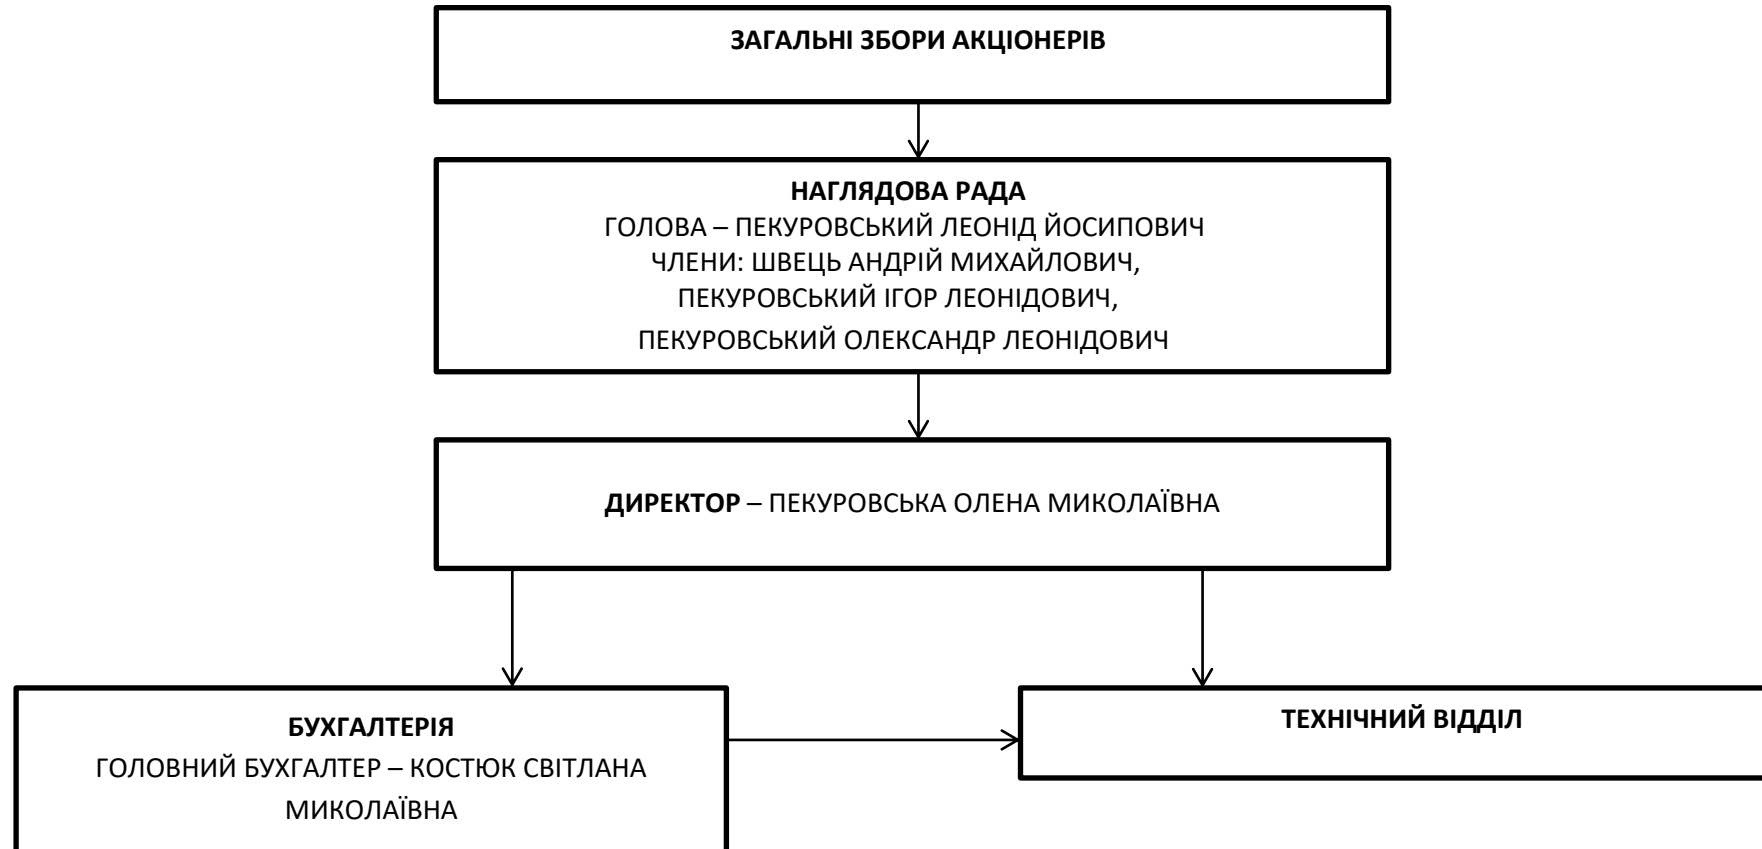 ЗАГАЛЬНІ ЗБОРИ АКЦІОНЕРІВ
НАГЛЯДОВА РАДА
ГОЛОВА – ПЕКУРОВСЬКИЙ ЛЕОНІД ЙОСИПОВИЧ
ЧЛЕНИ: ШВЕЦЬ АНДРІЙ МИХАЙЛОВИЧ,
ПЕКУРОВСЬКИЙ ІГОР ЛЕОНІДОВИЧ,
ПЕКУРОВСЬКИЙ ОЛЕКСАНДР ЛЕОНІДОВИЧ
ДИРЕКТОР – ПЕКУРОВСЬКА ОЛЕНА МИКОЛАЇВНА
БУХГАЛТЕРІЯ
ГОЛОВНИЙ БУХГАЛТЕР – КОСТЮК СВІТЛАНА
МИКОЛАЇВНА
ТЕХНІЧНИЙ ВІДДІЛ